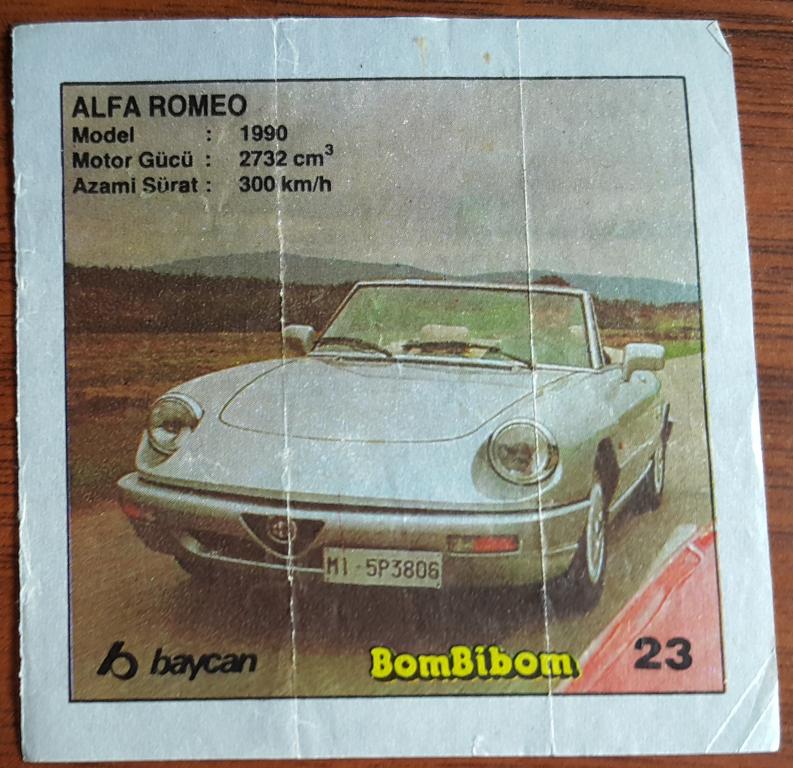 ALFA ROMEO
Model : 1990
Motor Gücü : 2732 cm³
Azami Sürat : 300 km/h
MI-5P3806
baycan
BomBibom
23